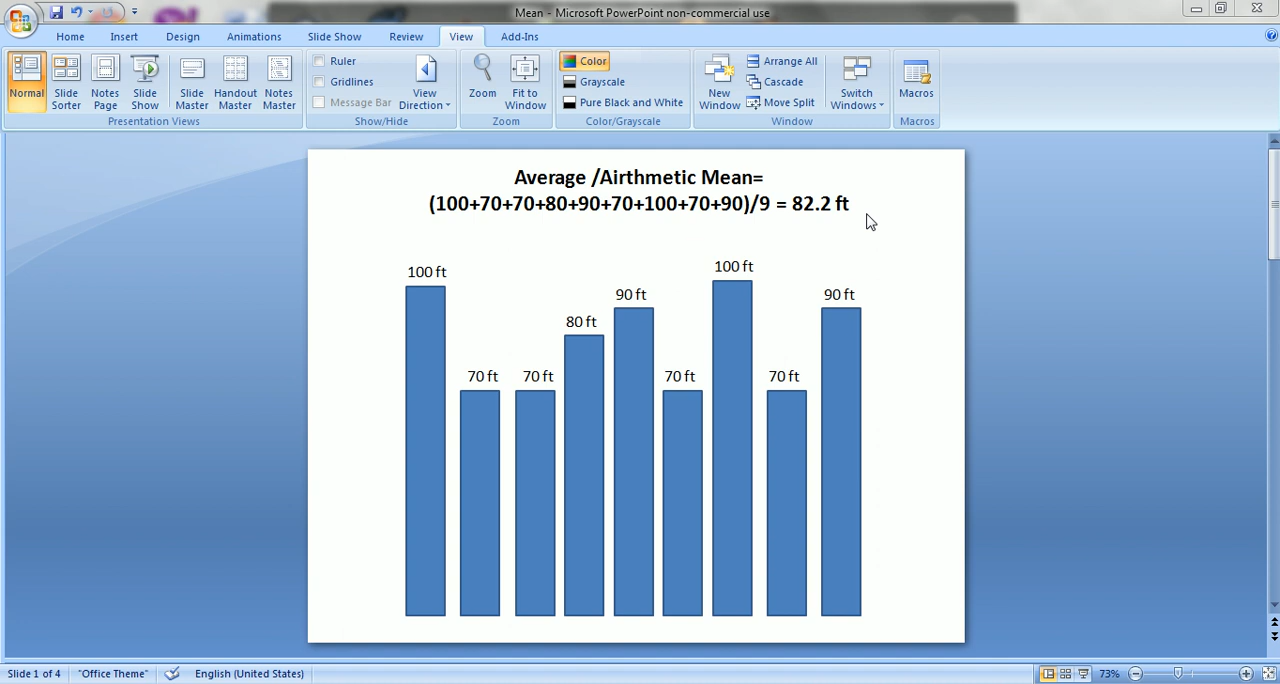 Mean - Microsoft PowerPoint non-commercial use
Home Insert Design Animations Slide Show Review View Add-Ins
Normal
Slide Sorter
Notes Page
Slide Show
Slide Master
Handout Master
Notes Master
Presentation Views
Ruler
Gridlines
Message Bar
View Direction
Show/Hide
Zoom
Fit to Window
Zoom
Color
Grayscale
Pure Black and White
Color/Grayscale
New Window
Arrange All
Cascade
Move Split
Switch Windows
Window
Macros
Macros
Average /Airthmetic Mean=
(100+70+70+80+90+70+100+70+90)/9 = 82.2 ft
100 ft
70 ft
70 ft
80 ft
90 ft
70 ft
100 ft
70 ft
90 ft
Slide 1 of 4 "Office Theme" English (United States) 73%